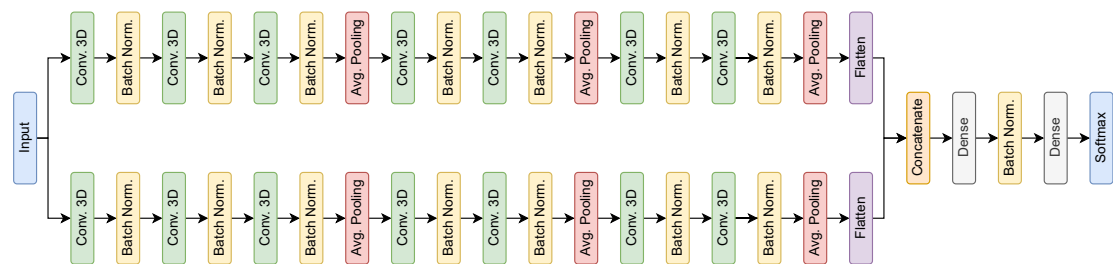 Input
Conv. 3D
Batch Norm.
Conv. 3D
Batch Norm.
Conv. 3D
Batch Norm.
Avg. Pooling
Conv. 3D
Batch Norm.
Conv. 3D
Batch Norm.
Avg. Pooling
Conv. 3D
Batch Norm.
Conv. 3D
Batch Norm.
Avg. Pooling
Flatten
Conv. 3D
Batch Norm.
Conv. 3D
Batch Norm.
Conv. 3D
Batch Norm.
Avg. Pooling
Conv. 3D
Batch Norm.
Conv. 3D
Batch Norm.
Avg. Pooling
Conv. 3D
Batch Norm.
Conv. 3D
Batch Norm.
Avg. Pooling
Flatten
Concatenate
Dense
Batch Norm.
Dense
Softmax